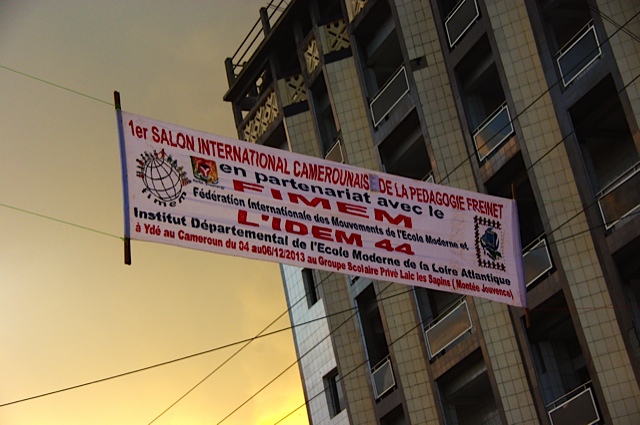 1er SALON INTERNATIONAL CAMEROUNAIS DE LA PEDAGOGIE FREINET
en partenariat avec le
FIMEM
Fédération Internationale des Mouvements de l'Ecole Moderne et
L'IDEM 44
Institut Départemental de l'Ecole Moderne de la Loire Atlantique
à Ydé au Cameroun du 04 au06/12/2013 au Groupe Scolaire Privé Laïc les Sapins ( Montée Jouvence)